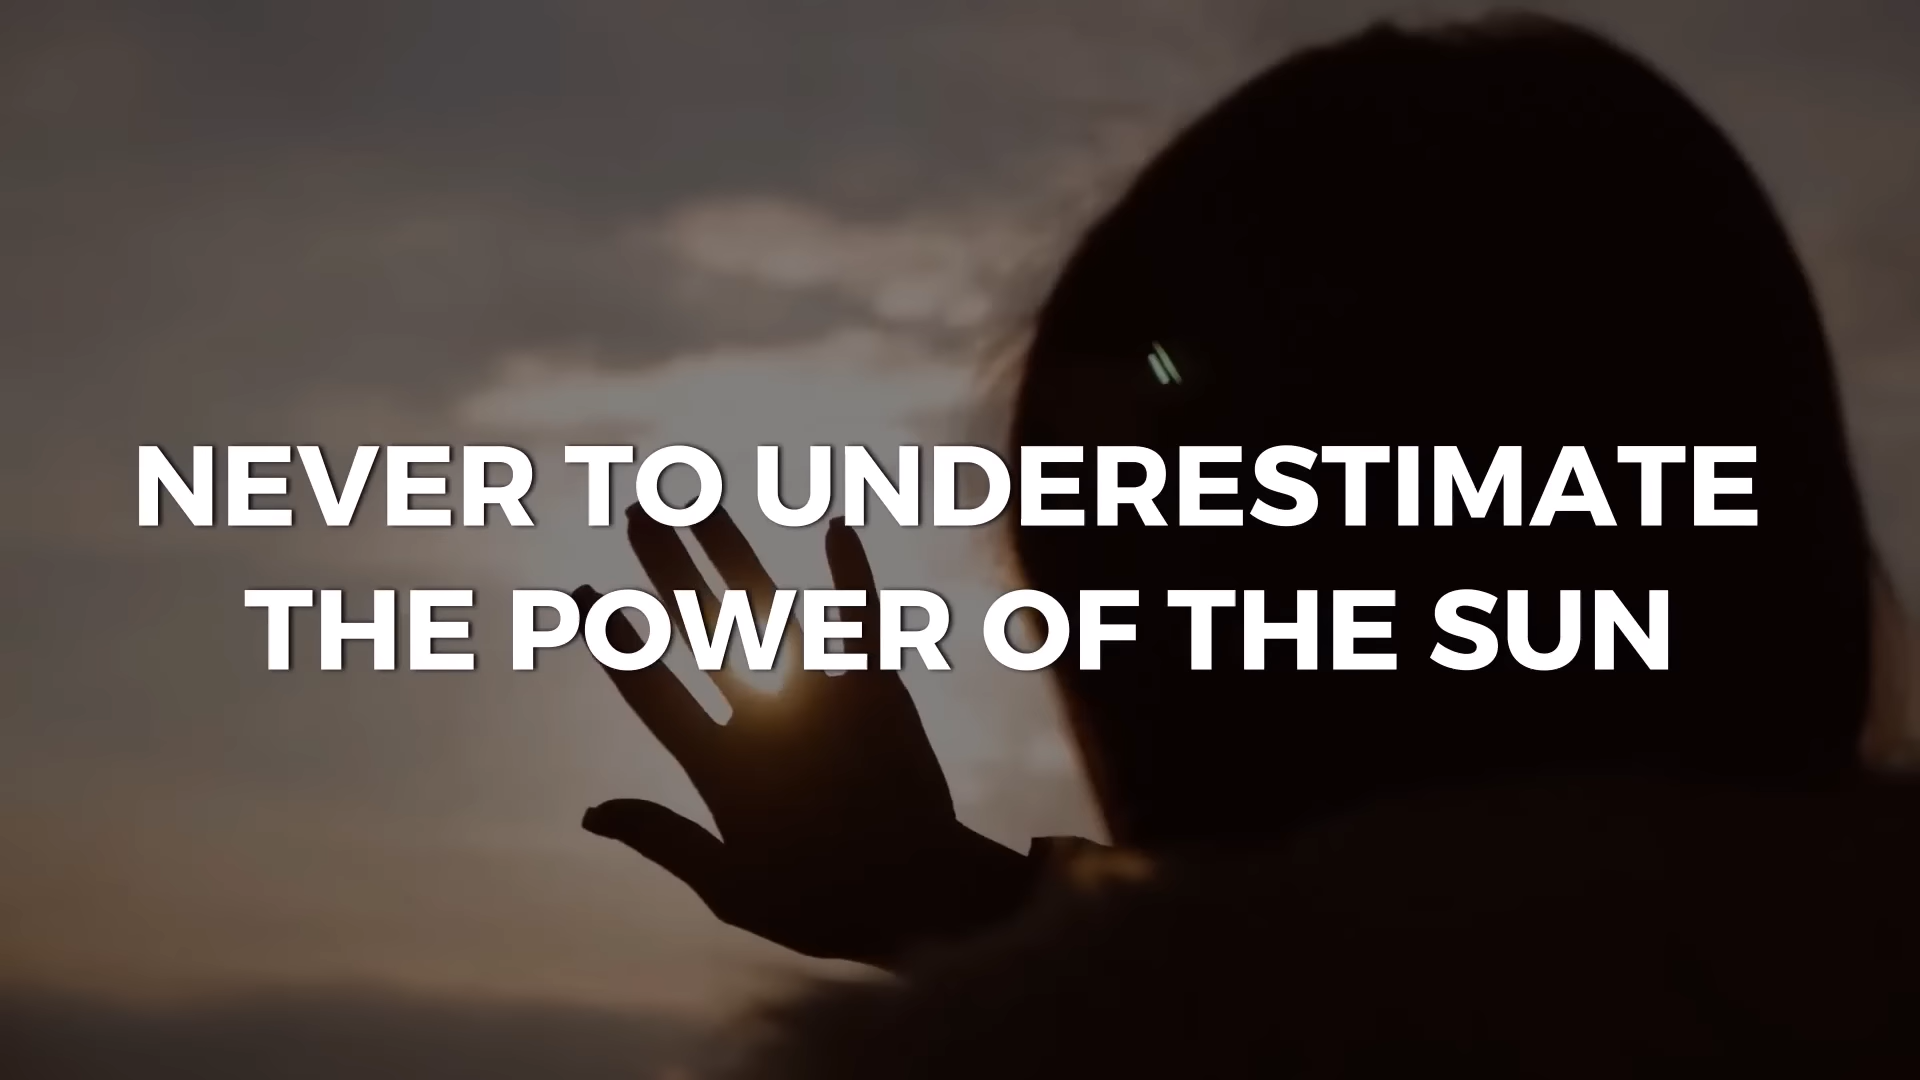 NEVER TO UNDERESTIMATE
THE POWER OF THE SUN